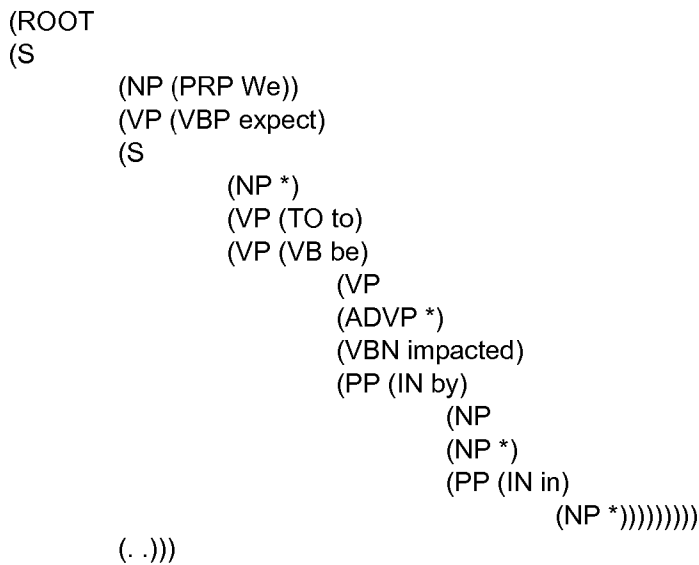 (ROOT
(S
(NP (PRP We))
(VP (VBP expect)
(S
(NP *)
(VP (TO to)
(VP (VB be)
(VP
(ADVP *)
(VBN impacted)
(PP (IN by)
(NP
(NP *)
(PP (IN in)
(NP *)))))))))
(. .)))